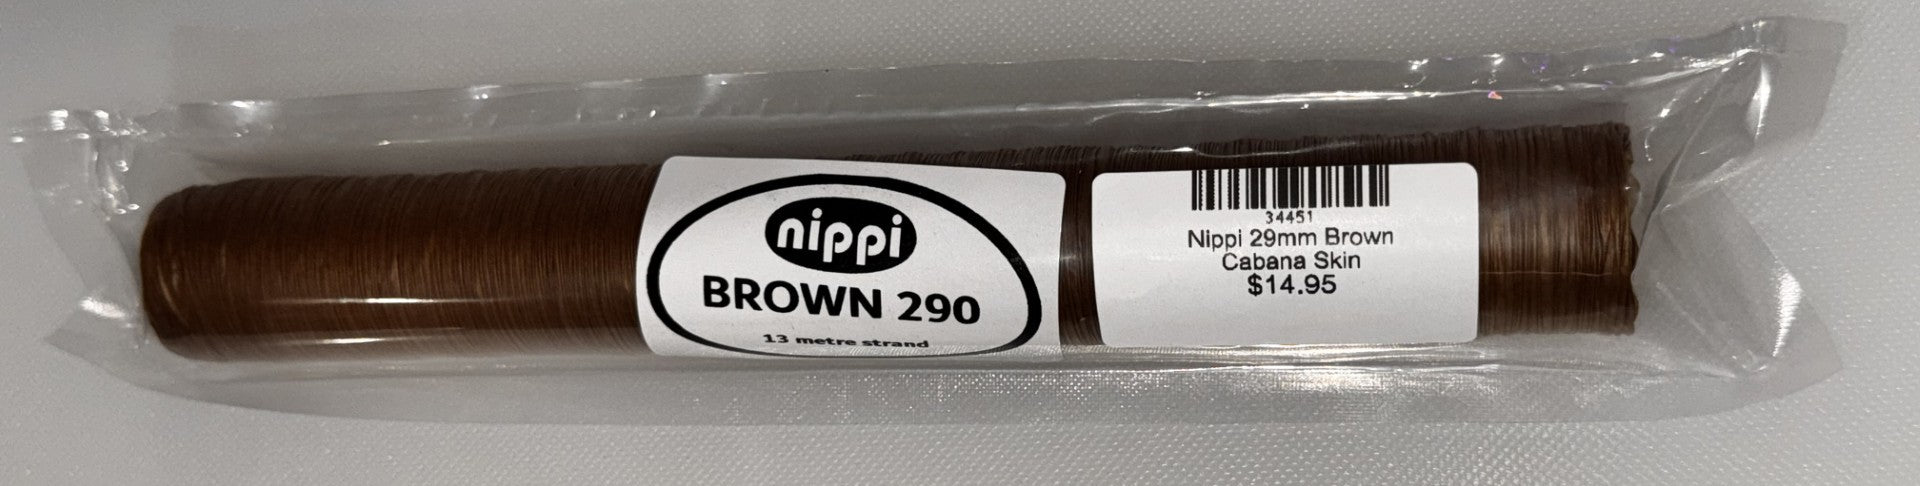 nippi
BROWN 290
13 metre strand
34451
Nippi 29mm Brown
Cabana Skin
$14.95